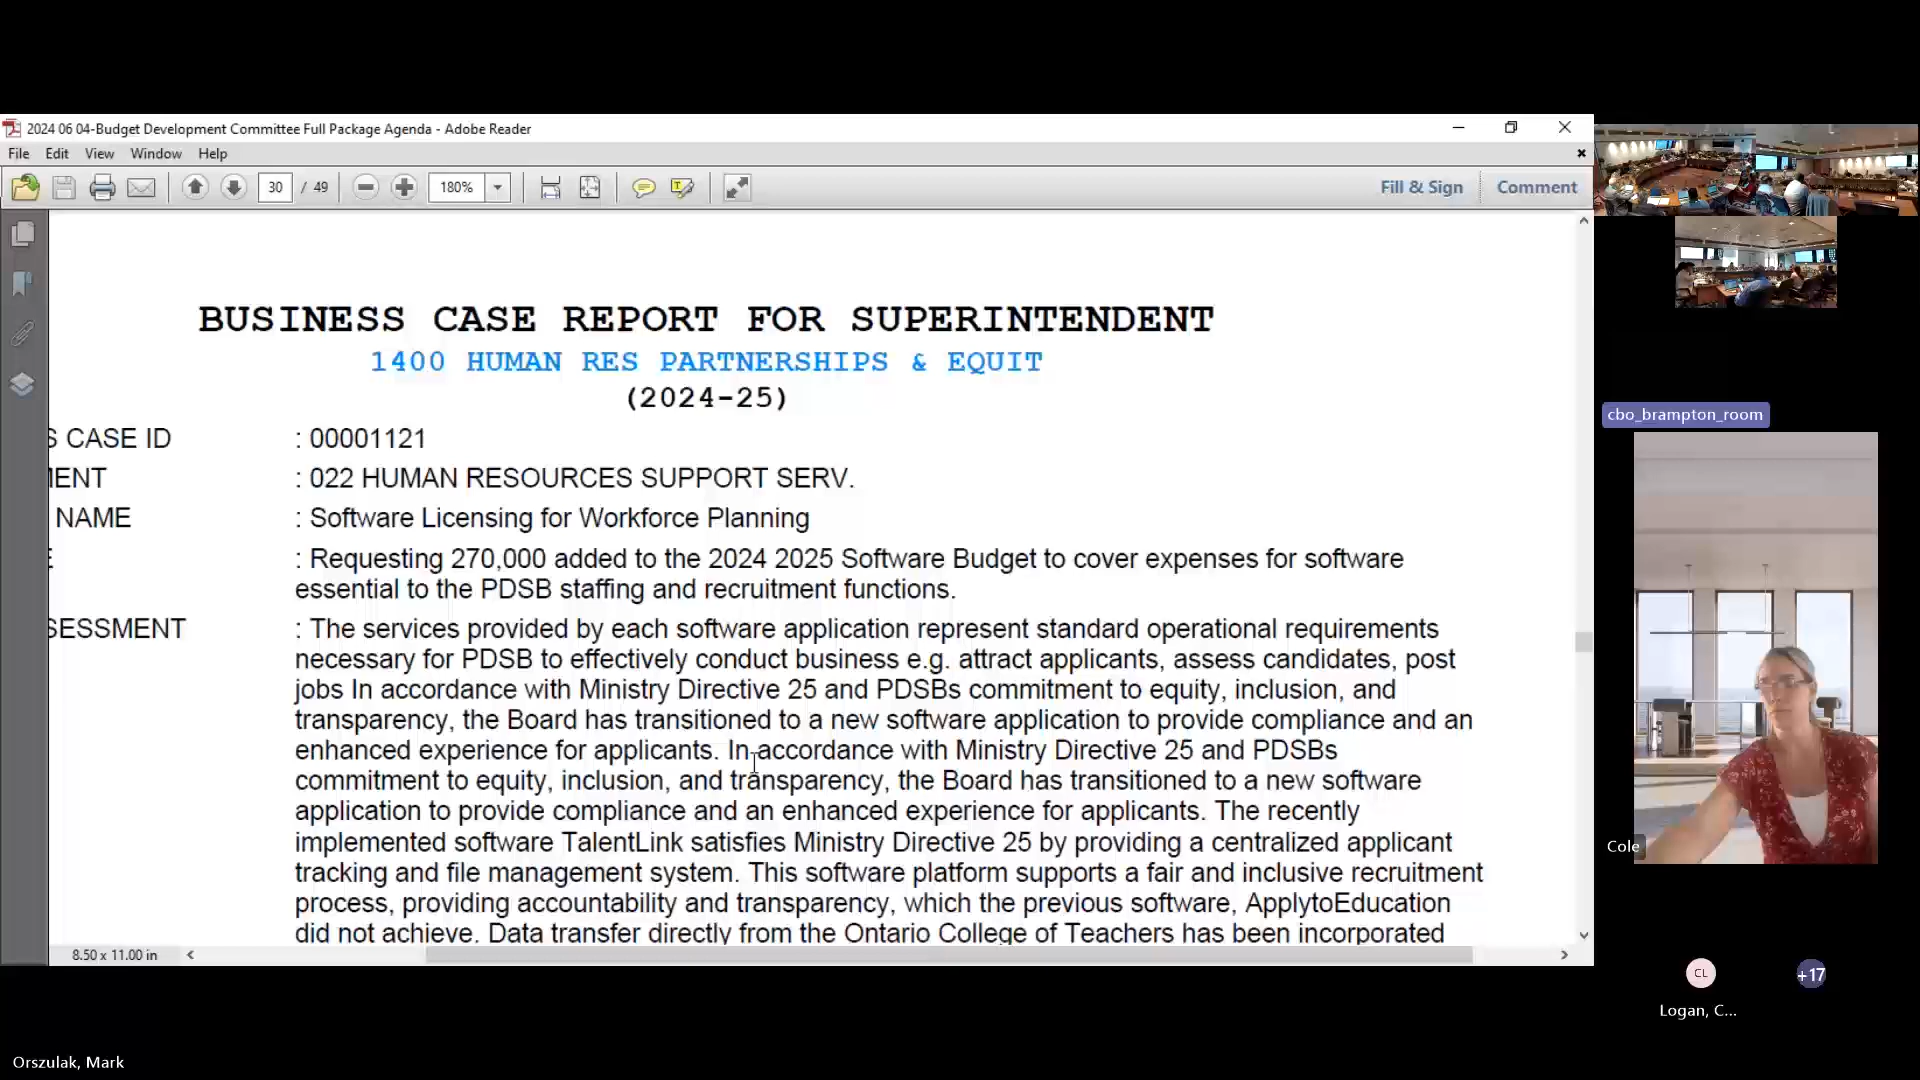 2024 06 04-Budget Development Committee Full Package Agenda - Adobe Reader
File Edit View Window Help
30 / 49
180%
Fill & Sign
Comment
BUSINESS CASE REPORT FOR SUPERINTENDENT
1400 HUMAN RES PARTNERSHIPS & EQUIT
(2024-25)
S CASE ID : 00001121
MENT : 022 HUMAN RESOURCES SUPPORT SERV.
NAME : Software Licensing for Workforce Planning
E : Requesting 270,000 added to the 2024 2025 Software Budget to cover expenses for software
essential to the PDSB staffing and recruitment functions.
SESSMENT : The services provided by each software application represent standard operational requirements
necessary for PDSB to effectively conduct business e.g. attract applicants, assess candidates, post
jobs In accordance with Ministry Directive 25 and PDSBs commitment to equity, inclusion, and
transparency, the Board has transitioned to a new software application to provide compliance and an
enhanced experience for applicants. In accordance with Ministry Directive 25 and PDSBs
commitment to equity, inclusion, and transparency, the Board has transitioned to a new software
application to provide compliance and an enhanced experience for applicants. The recently
implemented software TalentLink satisfies Ministry Directive 25 by providing a centralized applicant
tracking and file management system. This software platform supports a fair and inclusive recruitment
process, providing accountability and transparency, which the previous software, ApplytoEducation
did not achieve. Data transfer directly from the Ontario College of Teachers has been incorporated
8.50 x 11.00 in
cbo_brampton_room
Cole
CL
+17
Logan, C...
Orszulak, Mark